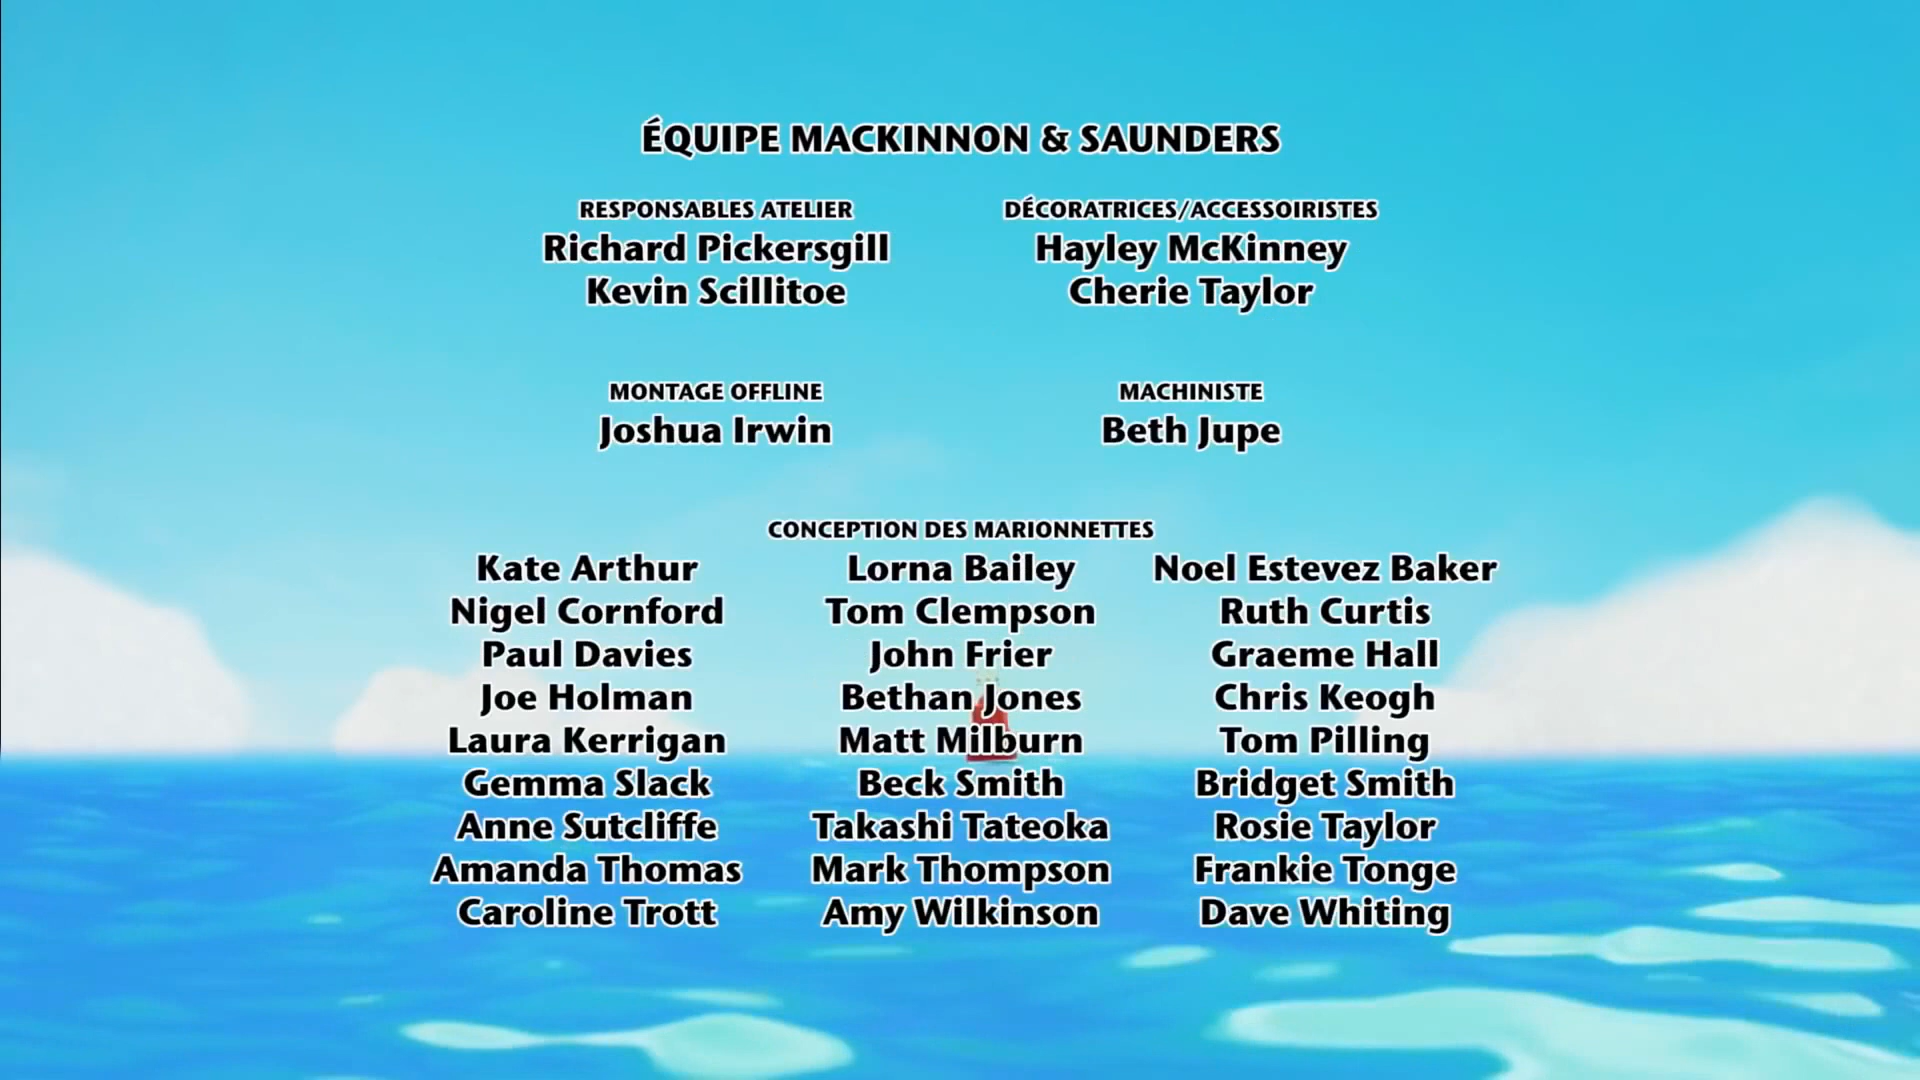 ÉQUIPE MACKINNON & SAUNDERS
RESPONSABLES ATELIER
Richard Pickersgill
Kevin Scillitoe
DÉCORATRICES/ACCESSOIRISTES
Hayley McKinney
Cherie Taylor
MONTAGE OFFLINE
Joshua Irwin
MACHINISTE
Beth Jupe
CONCEPTION DES MARIONNETTES
Kate Arthur Lorna Bailey Noel Estevez Baker
Nigel Cornford Tom Clempson Ruth Curtis
Paul Davies John Frier Graeme Hall
Joe Holman Bethan Jones Chris Keogh
Laura Kerrigan Matt Milburn Tom Pilling
Gemma Slack Beck Smith Bridget Smith
Anne Sutcliffe Takashi Tateoka Rosie Taylor
Amanda Thomas Mark Thompson Frankie Tonge
Caroline Trott Amy Wilkinson Dave Whiting